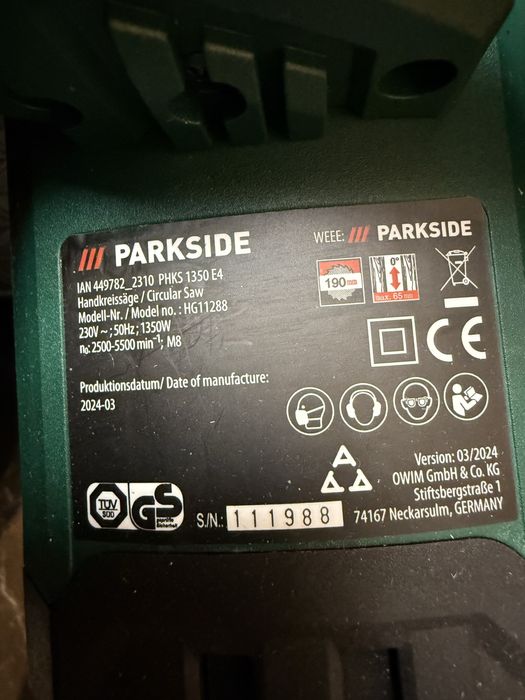 /// PARKSIDE
WEEE: /// PARKSIDE
IAN 449782_2310 PHKS 1350 E4
Handkreissäge / Circular Saw
Modell-Nr. / Model no. : HG11288
230V ~ ; 50Hz ; 1350W
n₀: 2500-5500 min⁻¹; M8
190 mm
0°
max. 65 mm
CE
Produktionsdatum/ Date of manufacture:
2024-03
Version: 03/2024
OWIM GmbH & Co. KG
Stiftsbergstraße 1
74167 Neckarsulm, GERMANY
TÜV
SÜD
GS
S/N.: 111988